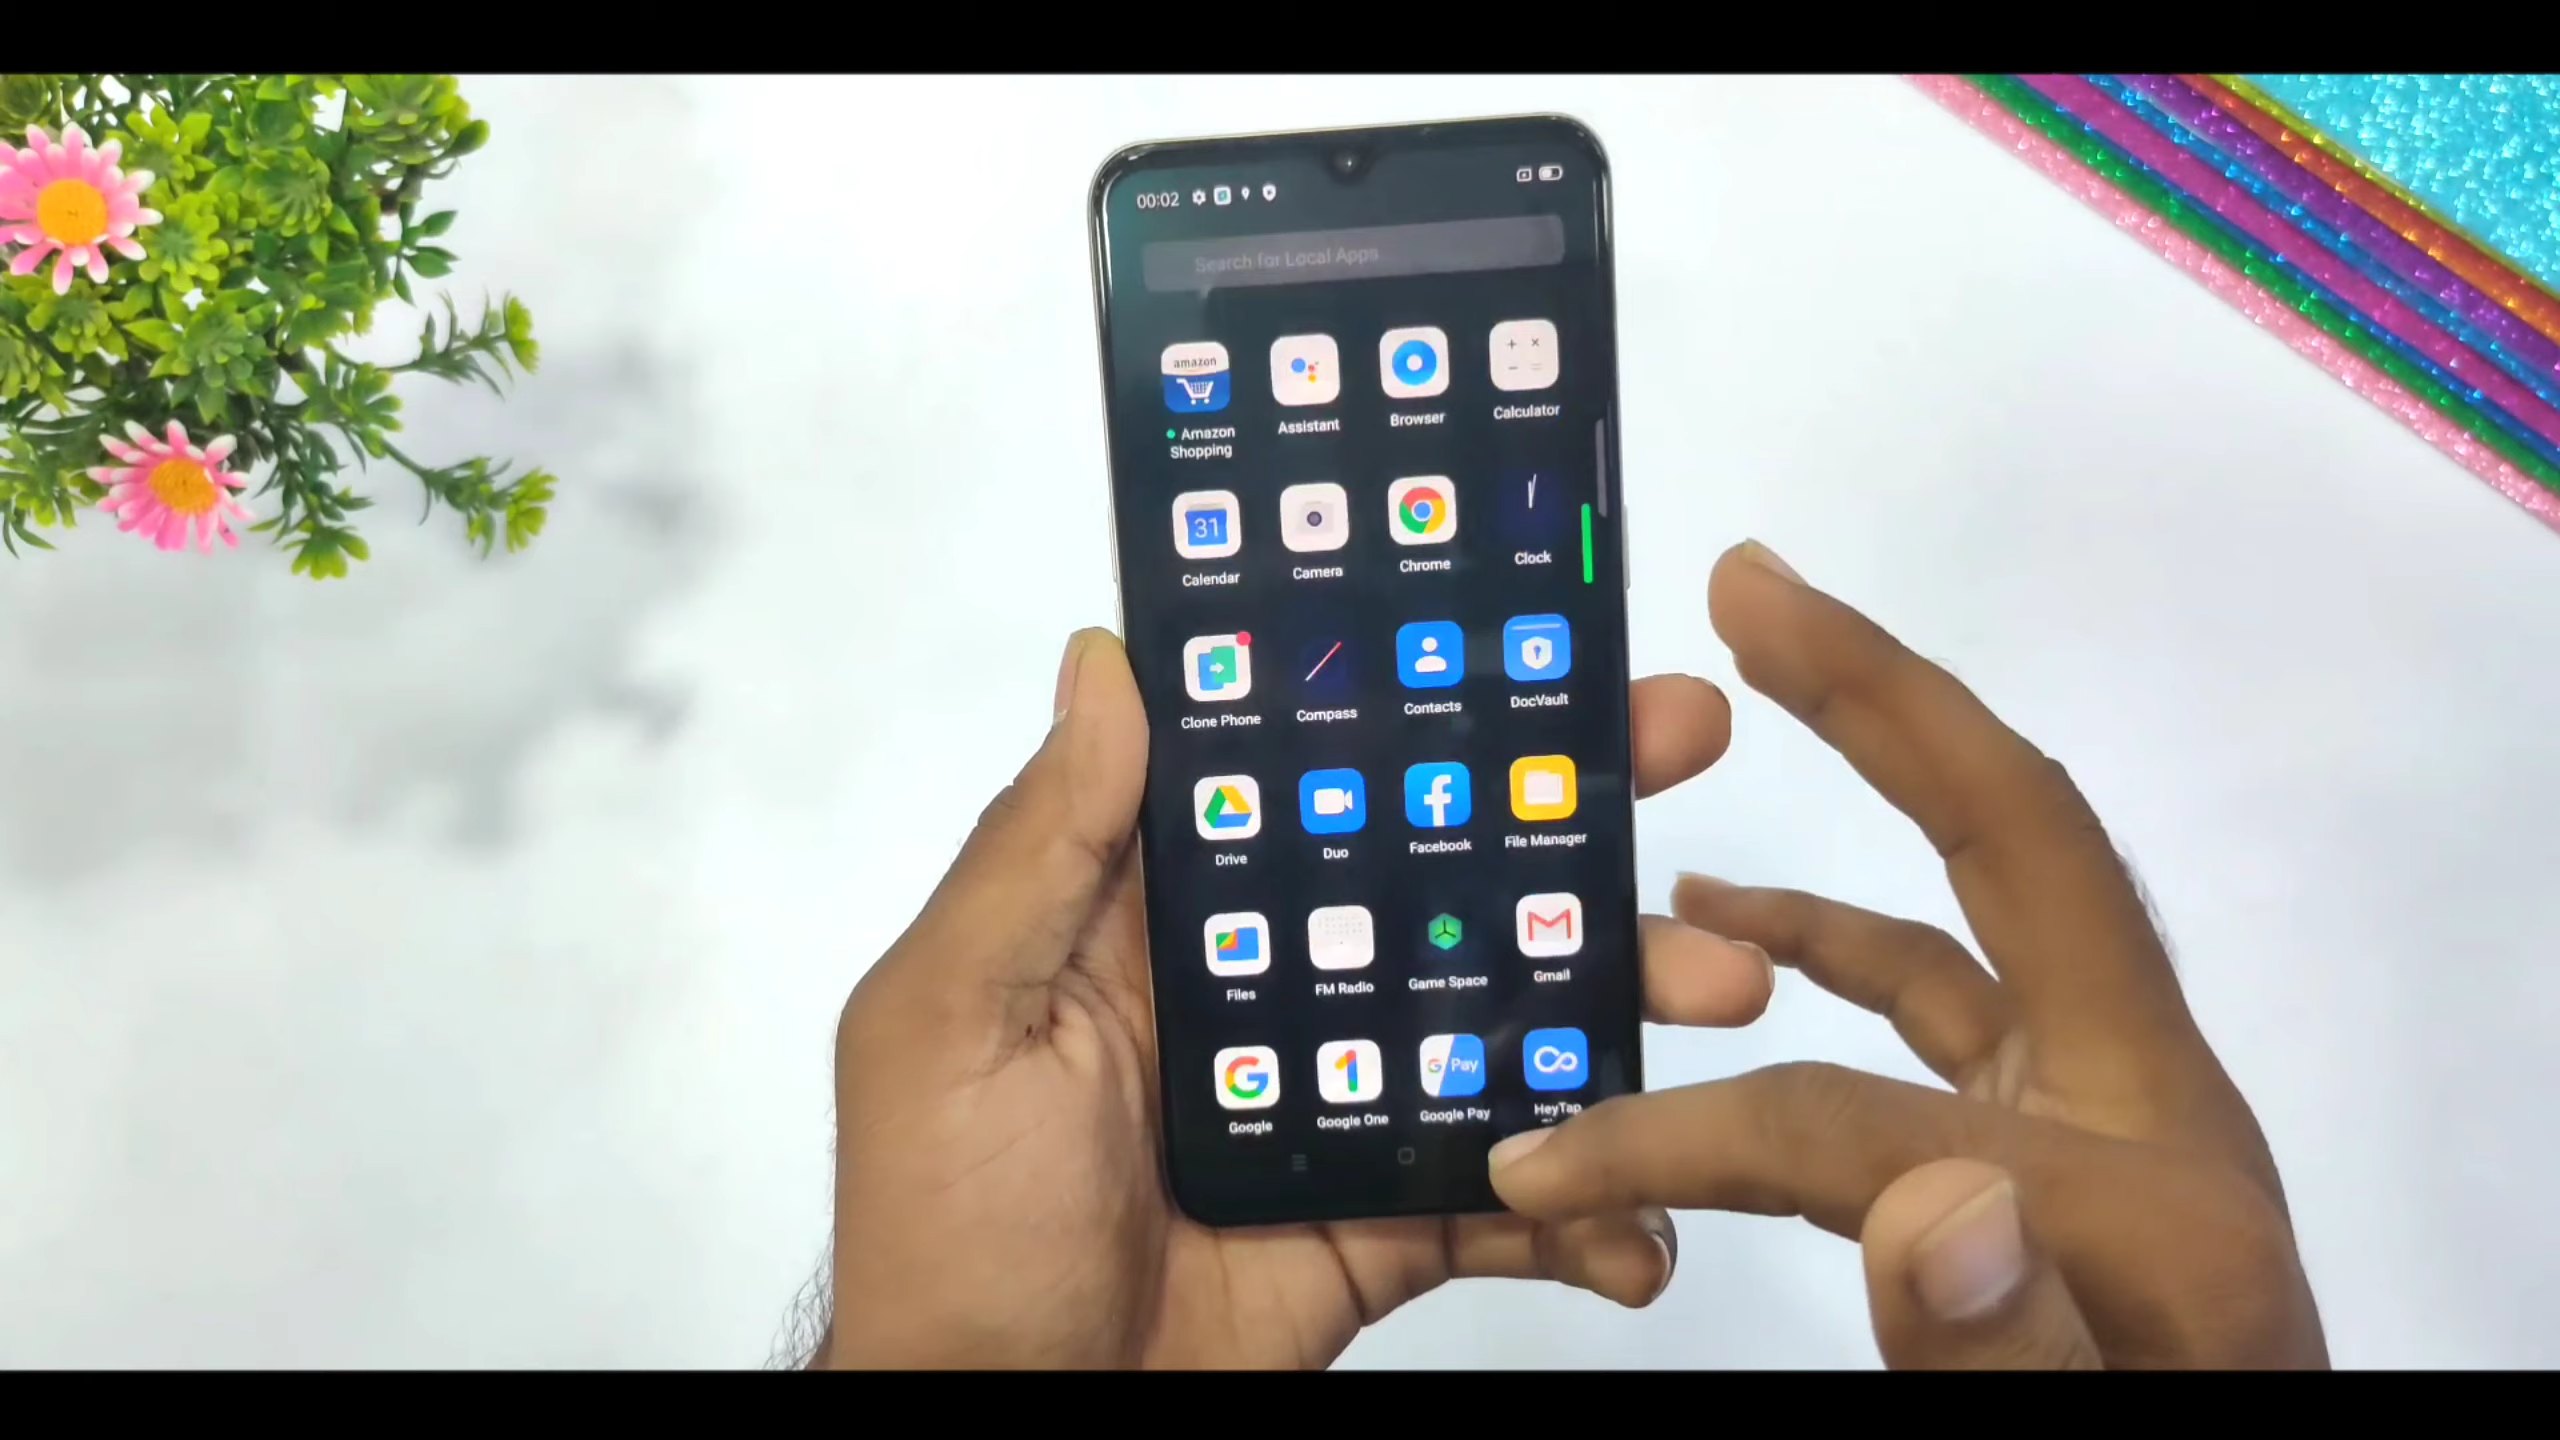 00:02
Search for Local Apps
amazon
Amazon
Shopping
Assistant
Browser
Calculator
31
Calendar
Camera
Chrome
Clock
Clone Phone
Compass
Contacts
DocVault
Drive
Duo
Facebook
File Manager
Files
FM Radio
Game Space
Gmail
G Pay
Google
Google One
Google Pay
HeyTap